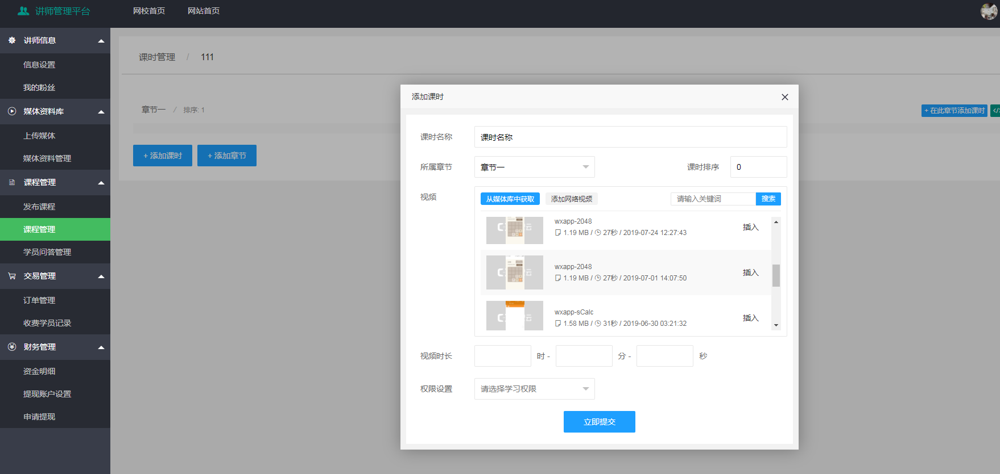 讲师管理平台
网校首页
网站首页
讲师信息
信息设置
我的粉丝
媒体资料库
上传媒体
媒体资料管理
课程管理
发布课程
课程管理
学员问答管理
交易管理
订单管理
收费学员记录
财务管理
资金明细
提现账户设置
申请提现
课时管理 / 111
章节一 / 排序: 1
+ 在此章节添加课时
+ 添加课时
+ 添加章节
添加课时
课时名称 课时名称
所属章节 章节一 课时排序 0
视频 从媒体库中获取 添加网络视频 请输入关键词 搜索
wxapp-2048
1.19 MB / 27秒 / 2019-07-24 12:27:43 插入
wxapp-2048
1.19 MB / 27秒 / 2019-07-01 14:07:50 插入
wxapp-sCalc
1.58 MB / 31秒 / 2019-06-30 03:21:32 插入
视频时长 时 - 分 - 秒
权限设置 请选择学习权限
立即提交